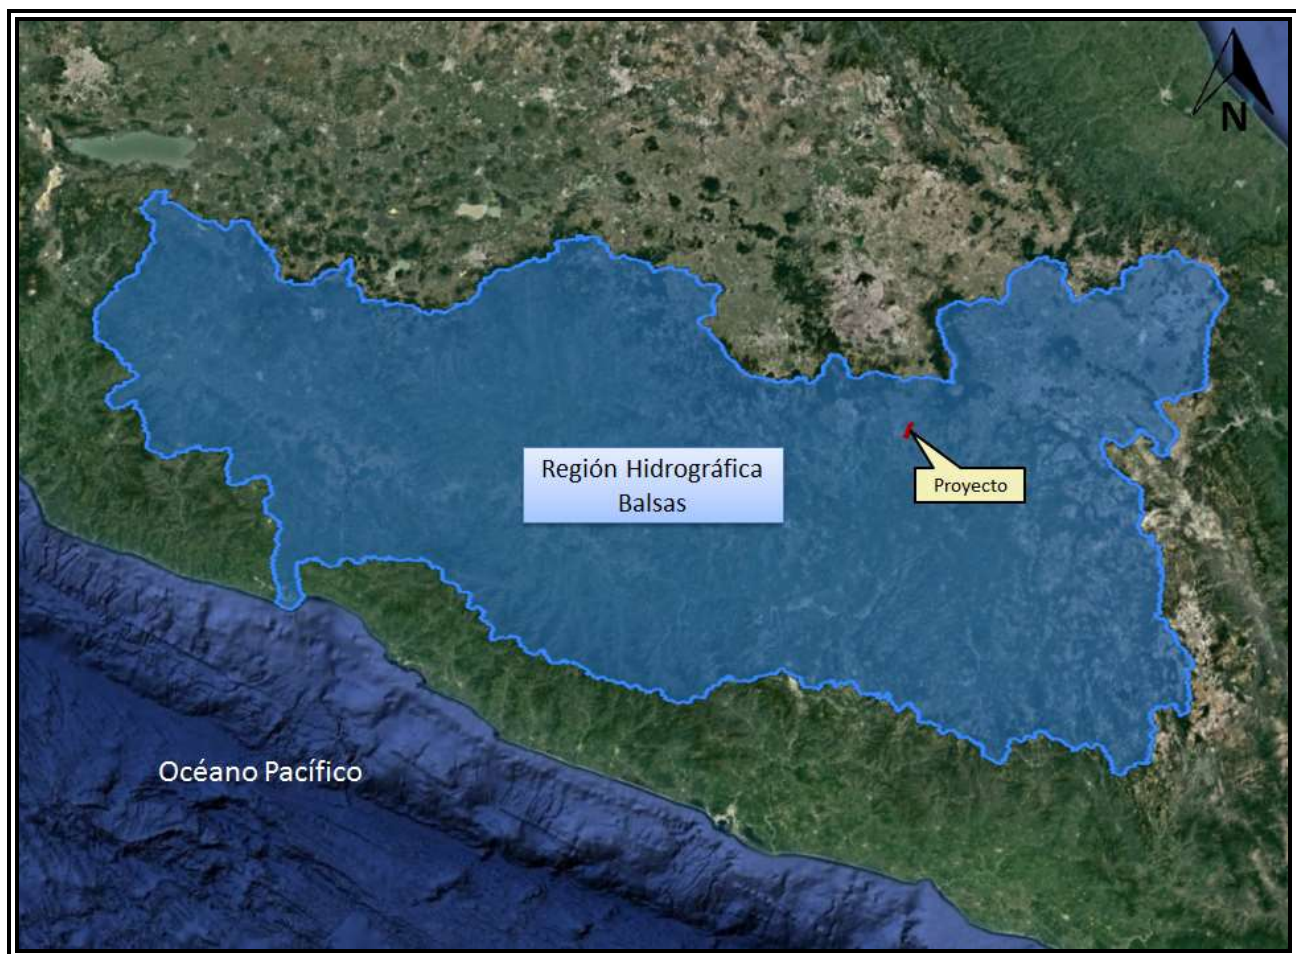 N
Región Hidrográfica
Balsas
Proyecto
Océano Pacífico